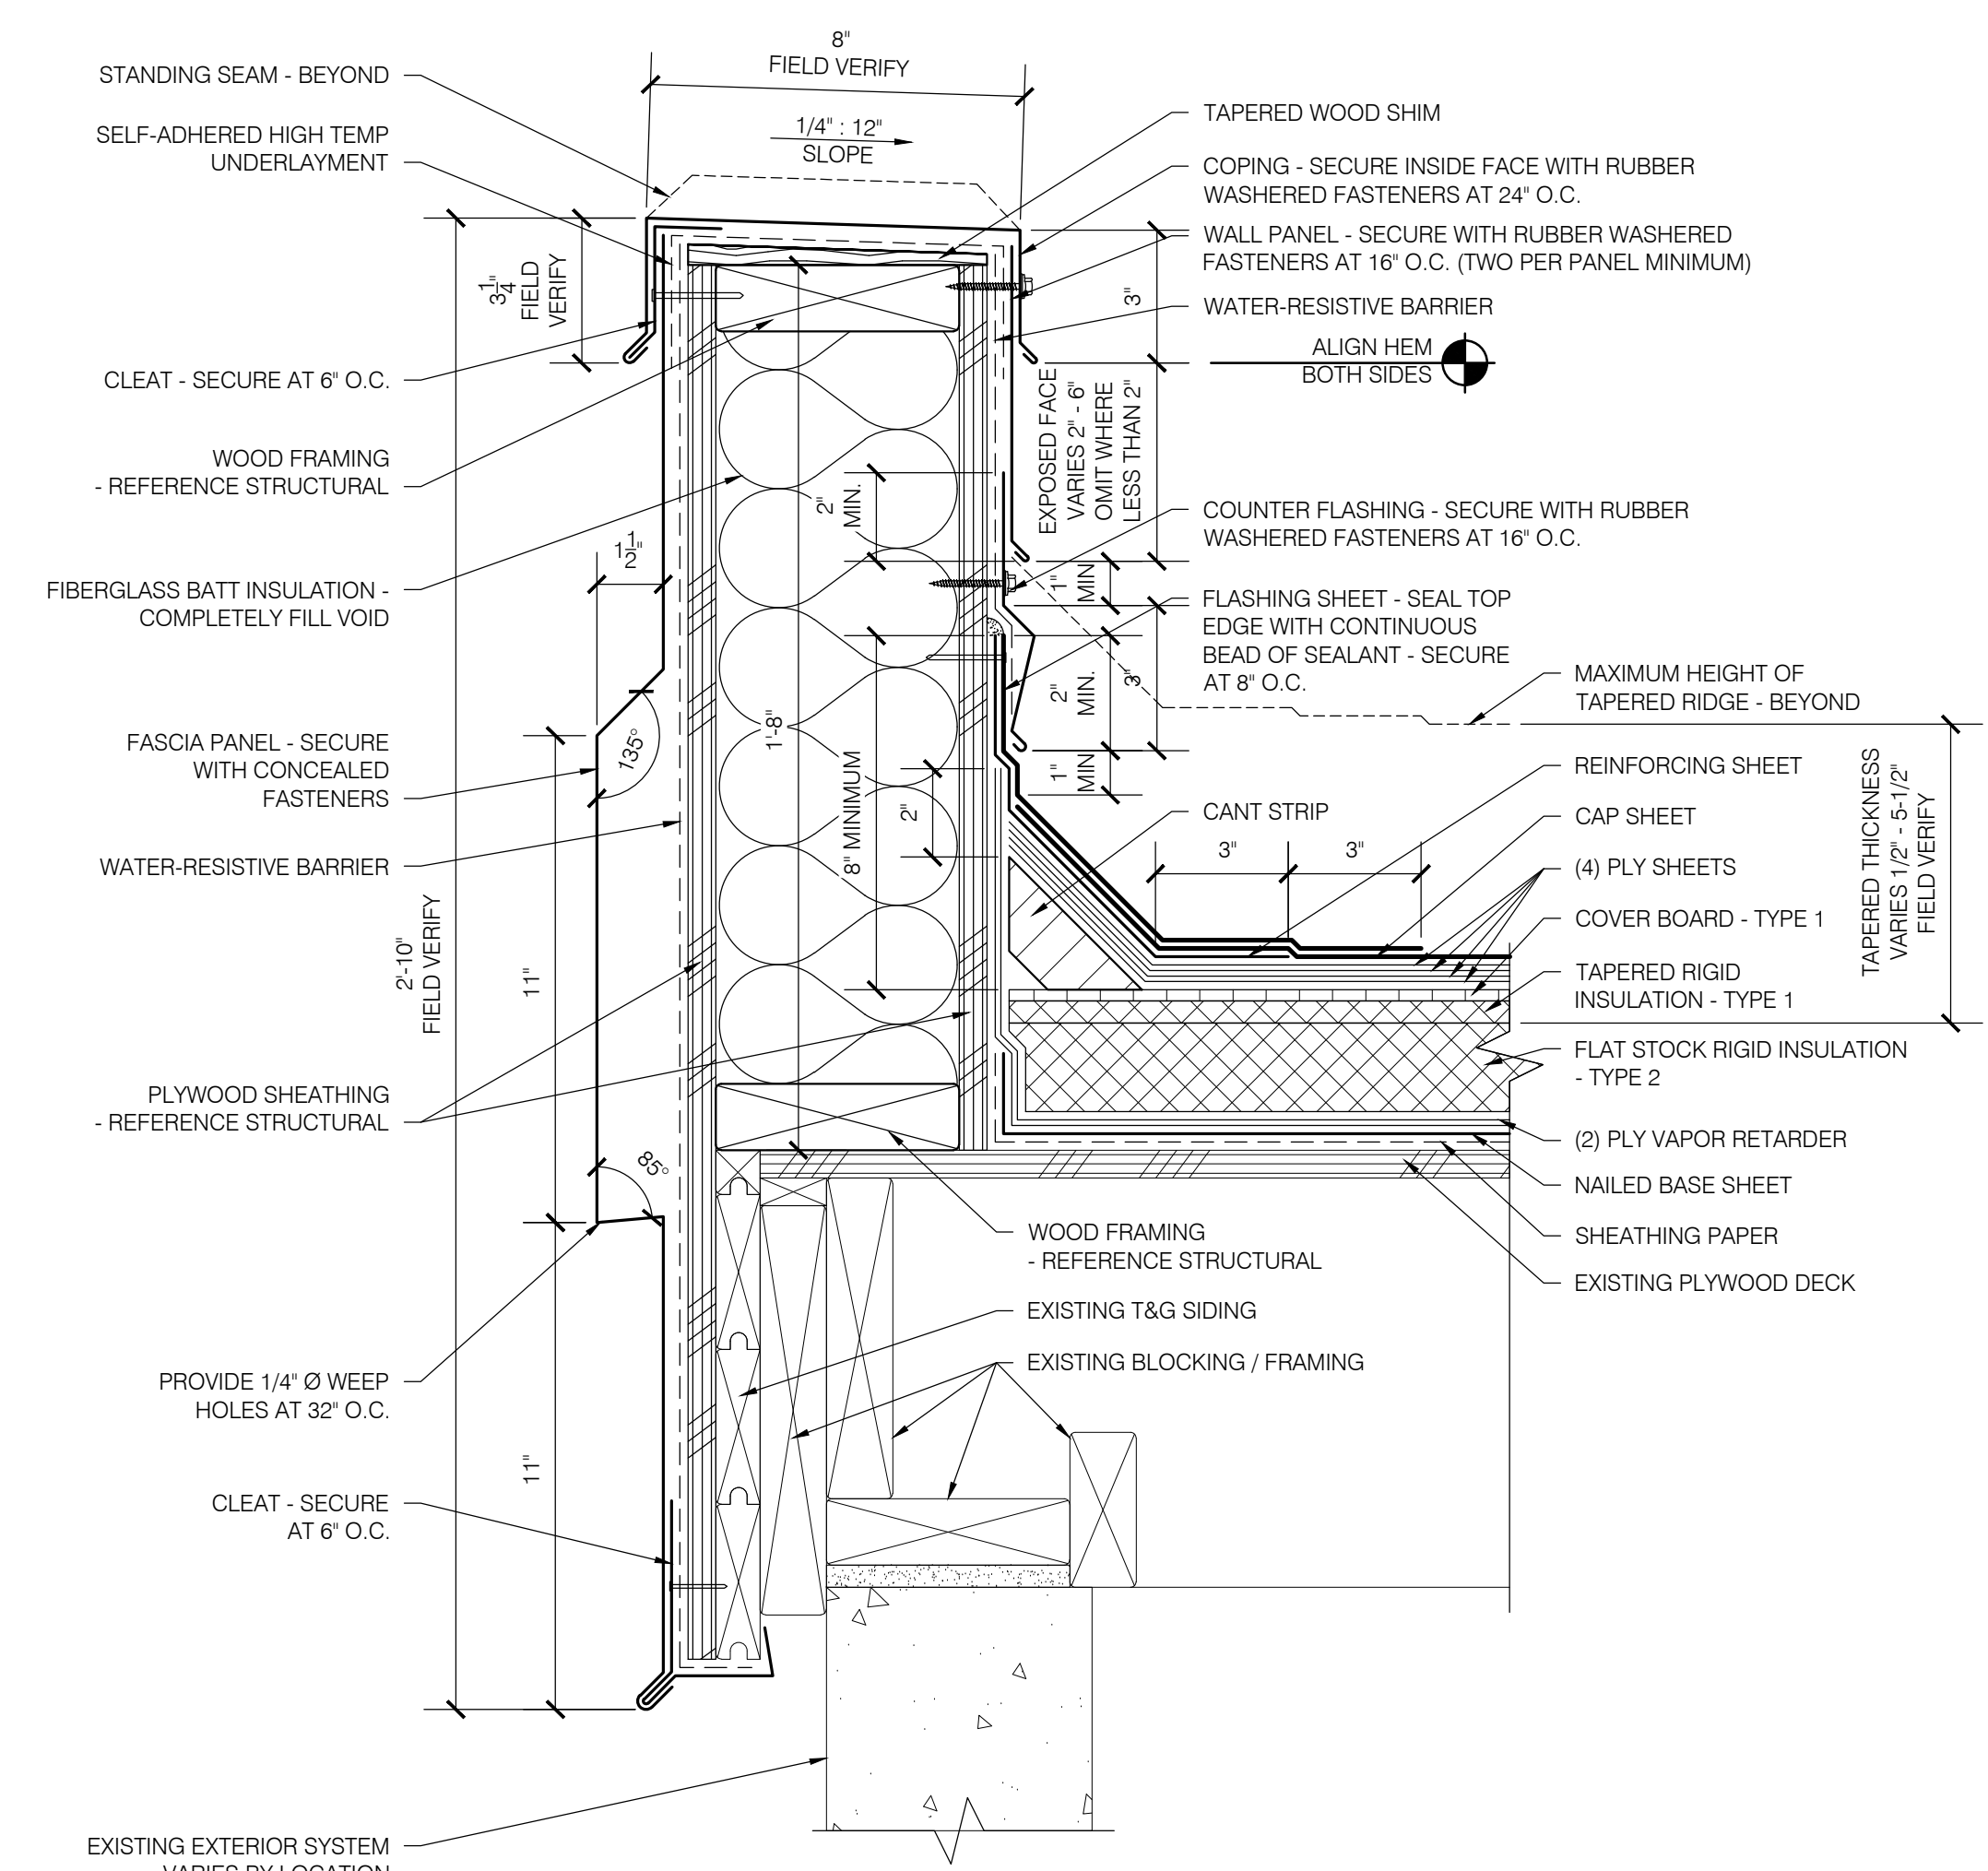 8"
FIELD VERIFY
1/4" : 12"
SLOPE
STANDING SEAM - BEYOND
SELF-ADHERED HIGH TEMP
UNDERLAYMENT
3 1/4"
FIELD
VERIFY
CLEAT - SECURE AT 6" O.C.
WOOD FRAMING
- REFERENCE STRUCTURAL
1 1/2"
FIBERGLASS BATT INSULATION -
COMPLETELY FILL VOID
135°
FASCIA PANEL - SECURE
WITH CONCEALED
FASTENERS
WATER-RESISTIVE BARRIER
2'-10"
FIELD VERIFY
11"
PLYWOOD SHEATHING
- REFERENCE STRUCTURAL
85°
PROVIDE 1/4" Ø WEEP
HOLES AT 32" O.C.
11"
CLEAT - SECURE
AT 6" O.C.
EXISTING EXTERIOR SYSTEM
VARIES BY LOCATION
2"
MIN.
1'-8"
8" MINIMUM
2"
TAPERED WOOD SHIM
COPING - SECURE INSIDE FACE WITH RUBBER
WASHERED FASTENERS AT 24" O.C.
WALL PANEL - SECURE WITH RUBBER WASHERED
FASTENERS AT 16" O.C. (TWO PER PANEL MINIMUM)
3"
WATER-RESISTIVE BARRIER
ALIGN HEM
BOTH SIDES
EXPOSED FACE
VARIES 2" - 6"
OMIT WHERE
LESS THAN 2"
COUNTER FLASHING - SECURE WITH RUBBER
WASHERED FASTENERS AT 16" O.C.
1"
MIN
FLASHING SHEET - SEAL TOP
EDGE WITH CONTINUOUS
BEAD OF SEALANT - SECURE
AT 8" O.C.
2"
MIN.
3"
1"
MIN
MAXIMUM HEIGHT OF
TAPERED RIDGE - BEYOND
CANT STRIP
3"
3"
REINFORCING SHEET
CAP SHEET
(4) PLY SHEETS
COVER BOARD - TYPE 1
TAPERED RIGID
INSULATION - TYPE 1
TAPERED THICKNESS
VARIES 1/2" - 5-1/2"
FIELD VERIFY
FLAT STOCK RIGID INSULATION
- TYPE 2
(2) PLY VAPOR RETARDER
NAILED BASE SHEET
SHEATHING PAPER
EXISTING PLYWOOD DECK
WOOD FRAMING
- REFERENCE STRUCTURAL
EXISTING T&G SIDING
EXISTING BLOCKING / FRAMING